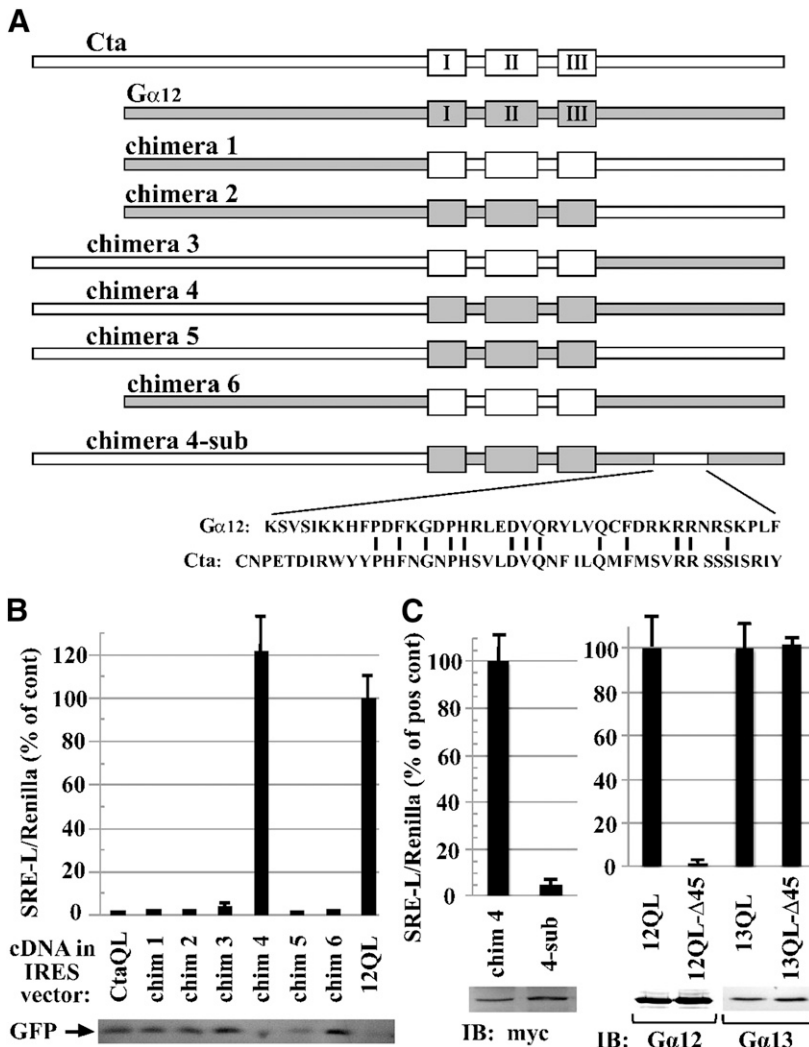 A
Cta
I II III
Gα12
I II III
chimera 1
chimera 2
chimera 3
chimera 4
chimera 5
chimera 6
chimera 4-sub
Gα12: KSVSIKKHFPDFKGDPHRLEDVQRYLVQCFDRKRRNRSKPLF
Cta: CNPETDIRWYYPHFNGNPHSVLDVQNFILQMFMSVRRSSSISRIY
B
SRE-L/Renilla (% of cont)
120
100
80
60
40
20
0
cDNA in
IRES
vector:
CtaQL
chim 1
chim 2
chim 3
chim 4
chim 5
chim 6
12QL
GFP
C
SRE-L/Renilla (% of pos cont)
100
80
60
40
20
0
chim 4
4-sub
IB: myc
100
80
60
40
20
0
12QL
12QL-Δ45
13QL
13QL-Δ45
IB: Gα12 Gα13